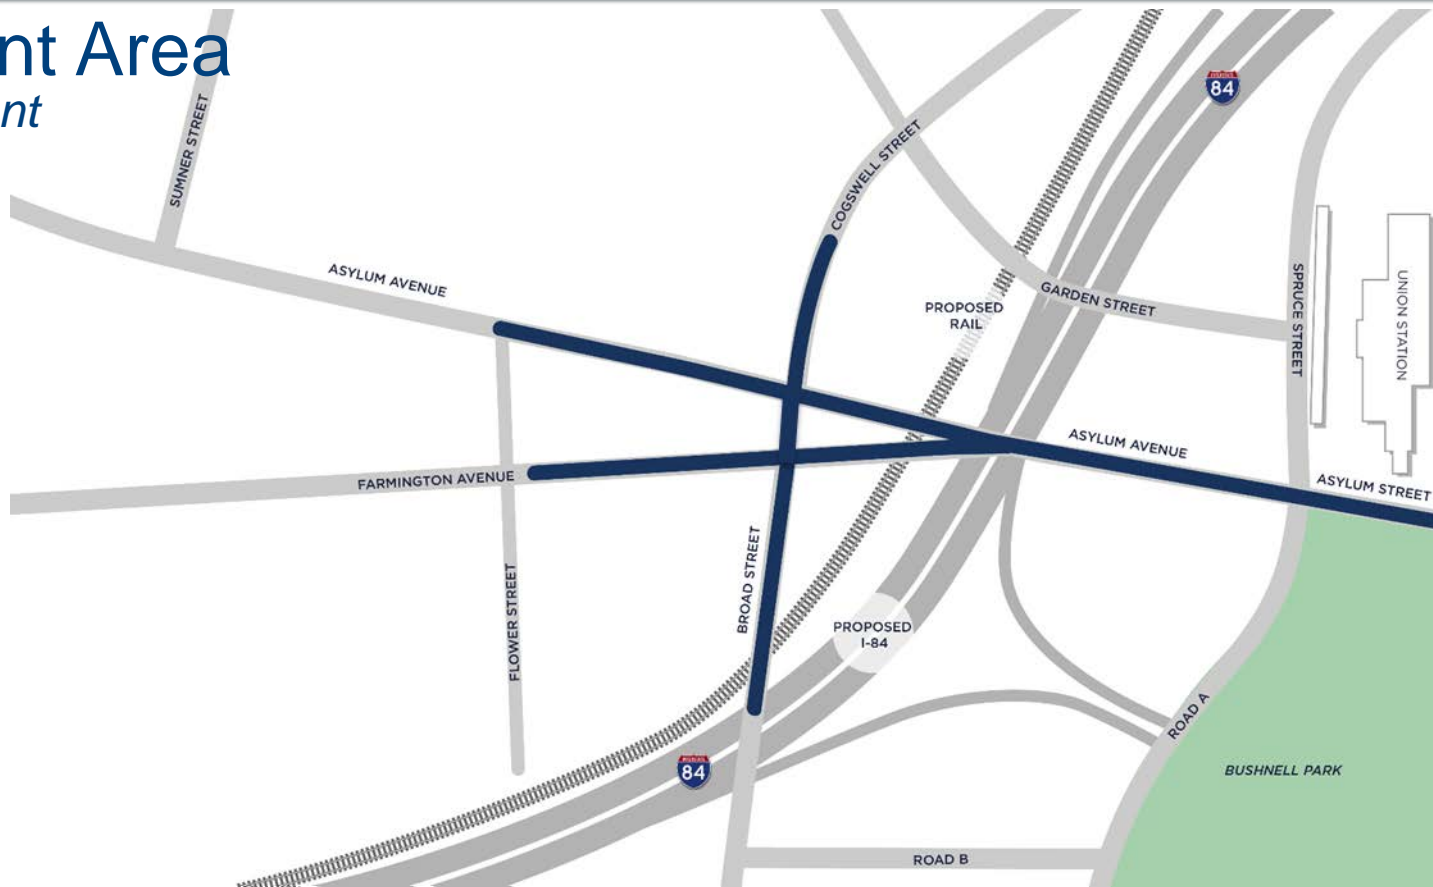 nt Area
nt
SUMNER STREET
ASYLUM AVENUE
COGSWELL STREET
84
PROPOSED
RAIL
GARDEN STREET
SPRUCE STREET
UNION STATION
ASYLUM AVENUE
ASYLUM STREET
FARMINGTON AVENUE
FLOWER STREET
BROAD STREET
PROPOSED
I-84
ROAD A
84
BUSHNELL PARK
ROAD B